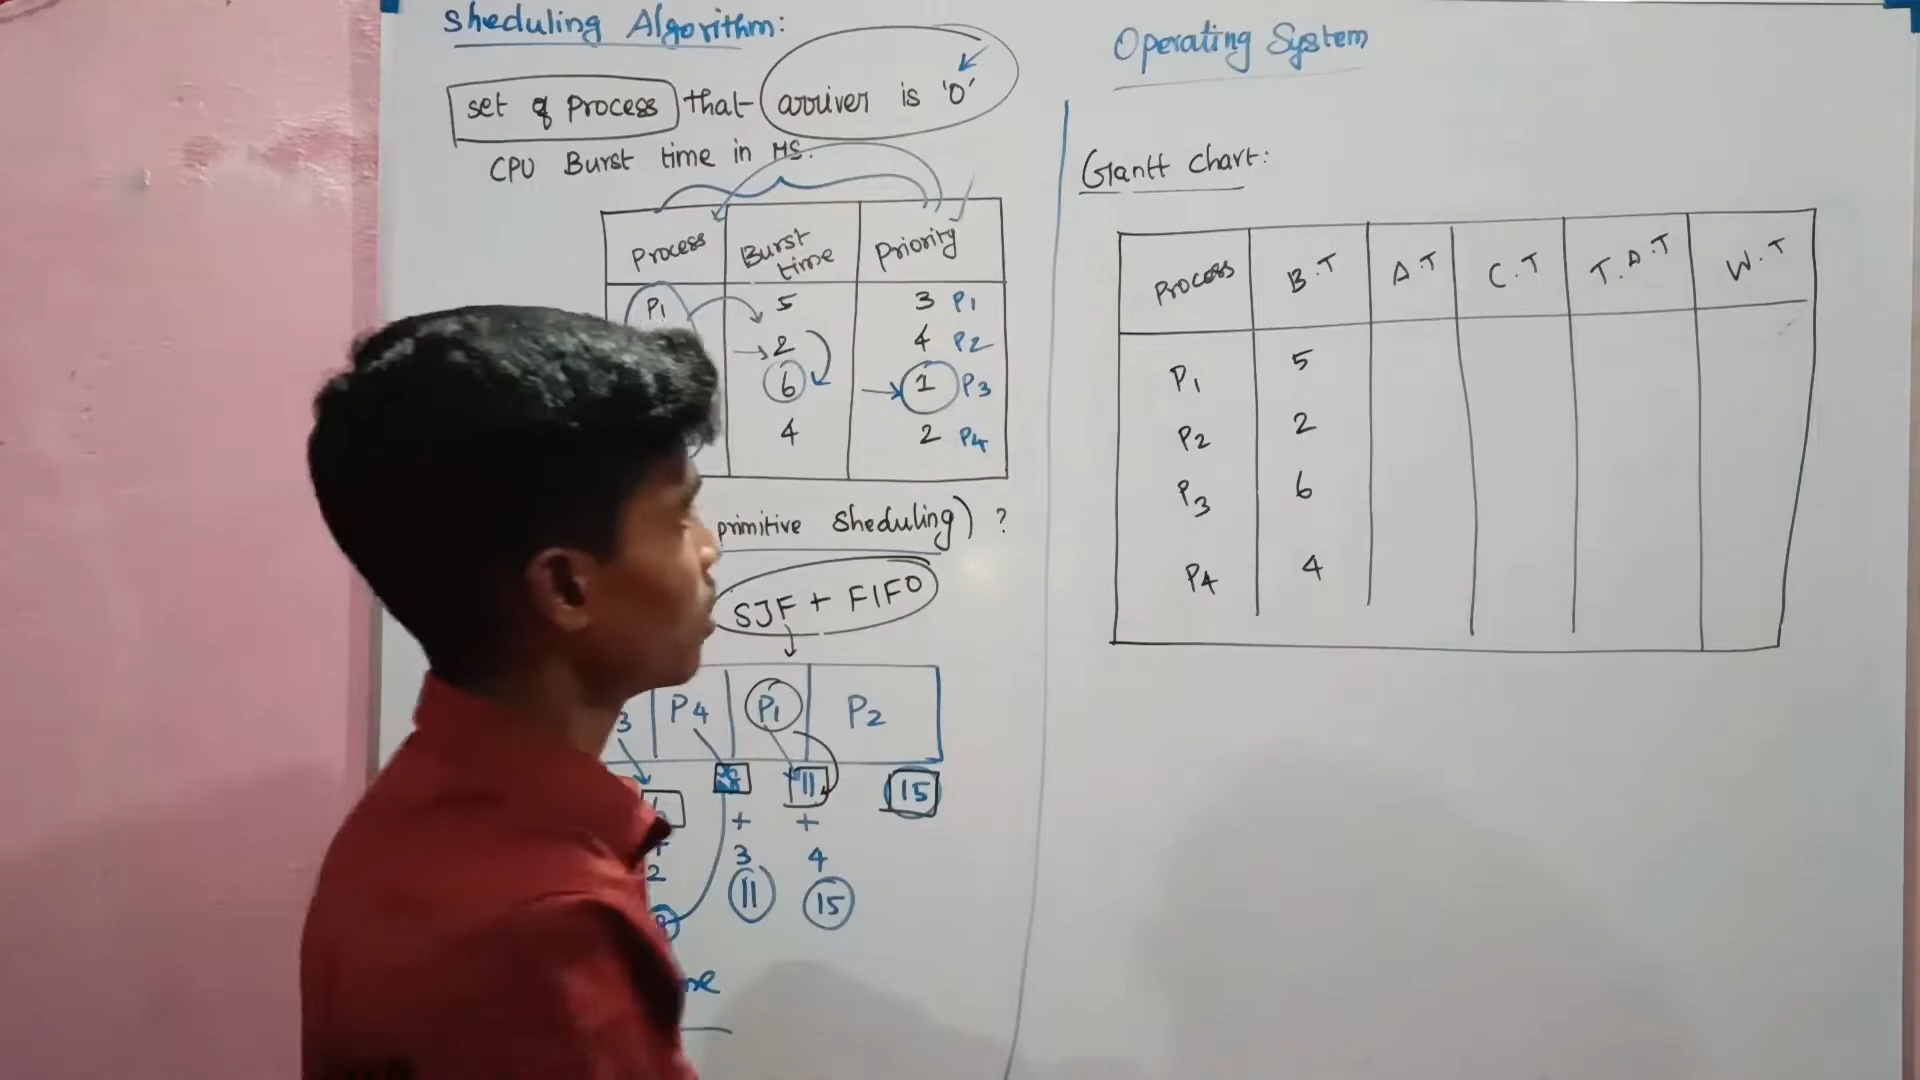 Sheduling Algorithm:
set of process that arriver is '0'
CPU Burst time in MS.
Process Burst time Priority
P1 5 3 P1
2 4 P2
6 1 P3
4 2 P4
primitive sheduling) ?
SJF + FIFO
3 P4 P1 P2
11 15
+ +
2 3 4
11 15
Operating System
Gantt chart:
Process B.T A.T C.T T.A.T W.T
P1 5
P2 2
P3 6
P4 4